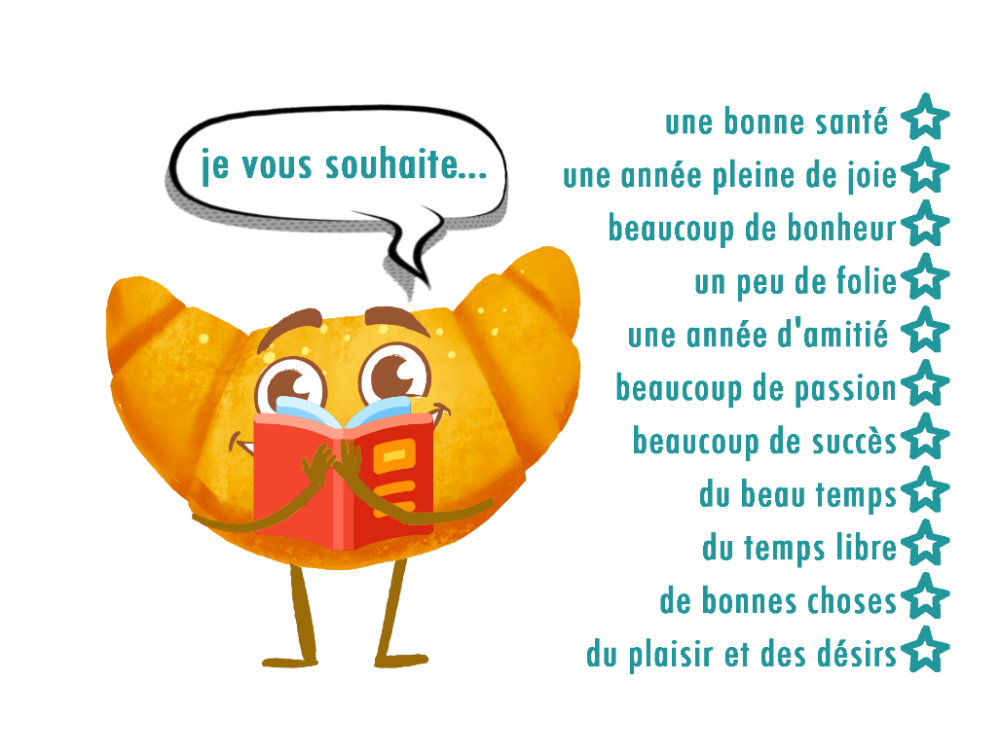 je vous souhaite...
une bonne santé
une année pleine de joie
beaucoup de bonheur
un peu de folie
une année d'amitié
beaucoup de passion
beaucoup de succès
du beau temps
du temps libre
de bonnes choses
du plaisir et des désirs